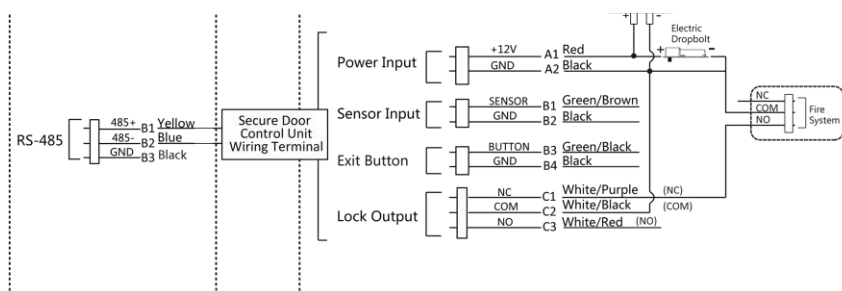 + -
Electric
Dropbolt
+ -
Power Input
+12V A1 Red
GND A2 Black
NC
COM
NO
Fire
System
Sensor Input
SENSOR B1 Green/Brown
GND B2 Black
RS-485
485+ B1 Yellow
485- B2 Blue
GND B3 Black
Secure Door
Control Unit
Wiring Terminal
Exit Button
BUTTON B3 Green/Black
GND B4 Black
Lock Output
NC C1 White/Purple (NC)
COM C2 White/Black (COM)
NO C3 White/Red (NO)